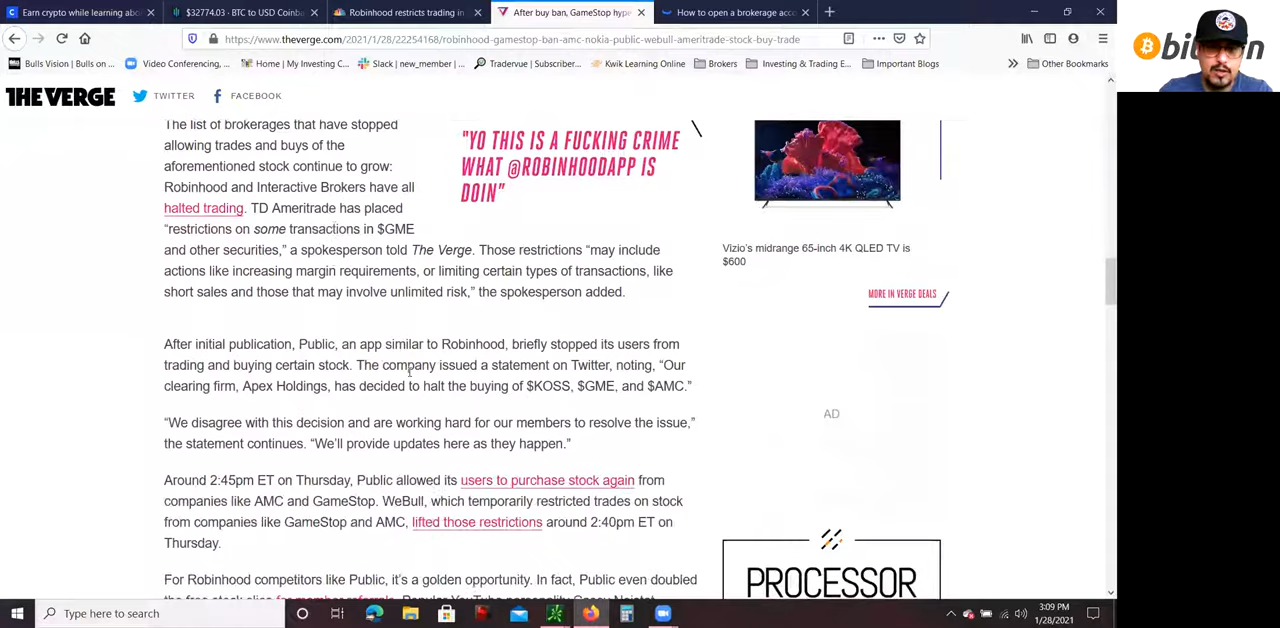 Earn crypto while learning abo
$32774.03 · BTC to USD Coinba
Robinhood restricts trading in
After buy ban, GameStop hype
How to open a brokerage acc
https://www.theverge.com/2021/1/28/22254168/robinhood-gamestop-ban-amc-nokia-public-webull-ameritrade-stock-buy-trade
Bulls Vision | Bulls on ...
Video Conferencing, ...
Home | My Investing C...
Slack | new_member | ...
Tradervue | Subscriber...
Kwik Learning Online
Brokers
Investing & Trading E...
Important Blogs
Other Bookmarks
THE VERGE
TWITTER
FACEBOOK
The list of brokerages that have stopped
allowing trades and buys of the
aforementioned stock continue to grow:
Robinhood and Interactive Brokers have all
halted trading. TD Ameritrade has placed
“restrictions on some transactions in $GME
and other securities,” a spokesperson told The Verge. Those restrictions “may include
actions like increasing margin requirements, or limiting certain types of transactions, like
short sales and those that may involve unlimited risk,” the spokesperson added.
"YO THIS IS A FUCKING CRIME
WHAT @ROBINHOODAPP IS
DOIN"
After initial publication, Public, an app similar to Robinhood, briefly stopped its users from
trading and buying certain stock. The company issued a statement on Twitter, noting, “Our
clearing firm, Apex Holdings, has decided to halt the buying of $KOSS, $GME, and $AMC.”
“We disagree with this decision and are working hard for our members to resolve the issue,”
the statement continues. “We’ll provide updates here as they happen.”
Around 2:45pm ET on Thursday, Public allowed its users to purchase stock again from
companies like AMC and GameStop. WeBull, which temporarily restricted trades on stock
from companies like GameStop and AMC, lifted those restrictions around 2:40pm ET on
Thursday.
For Robinhood competitors like Public, it’s a golden opportunity. In fact, Public even doubled
Vizio’s midrange 65-inch 4K QLED TV is
$600
MORE IN VERGE DEALS
AD
PROCESSOR
Type here to search
3:09 PM
1/28/2021